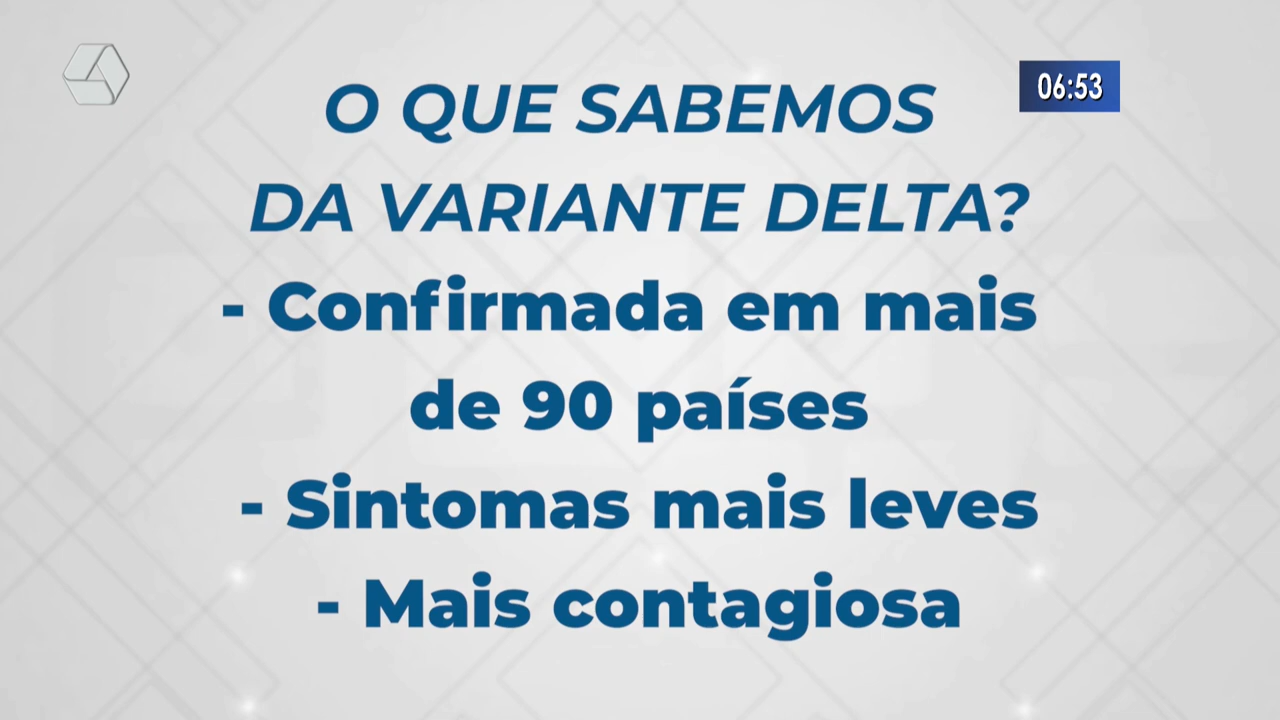 06:53
O QUE SABEMOS
DA VARIANTE DELTA?
- Confirmada em mais
de 90 países
- Sintomas mais leves
- Mais contagiosa